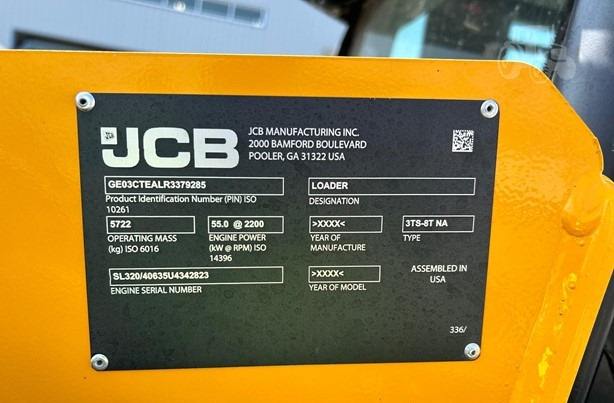 JCB
JCB MANUFACTURING INC.
2000 BAMFORD BOULEVARD
POOLER, GA 31322 USA
GE03CTEALR3379285
Product Identification Number (PIN) ISO
10261
LOADER
DESIGNATION
5722
OPERATING MASS
(kg) ISO 6016
55.0 @ 2200
ENGINE POWER
(kW @ RPM) ISO
14396
>XXXX<
YEAR OF
MANUFACTURE
3TS-8T NA
TYPE
SL320/40635U4342823
ENGINE SERIAL NUMBER
>XXXX<
YEAR OF MODEL
ASSEMBLED IN
USA
336/